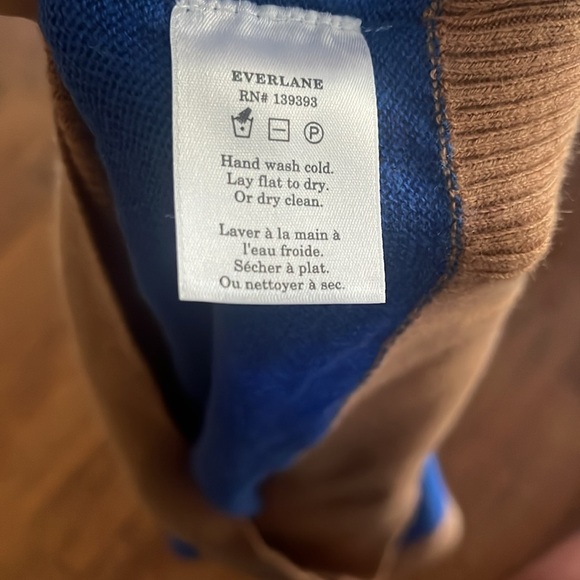 EVERLANE
RN# 139393
P
Hand wash cold.
Lay flat to dry.
Or dry clean.
Laver à la main à
l'eau froide.
Sécher à plat.
Ou nettoyer à sec.